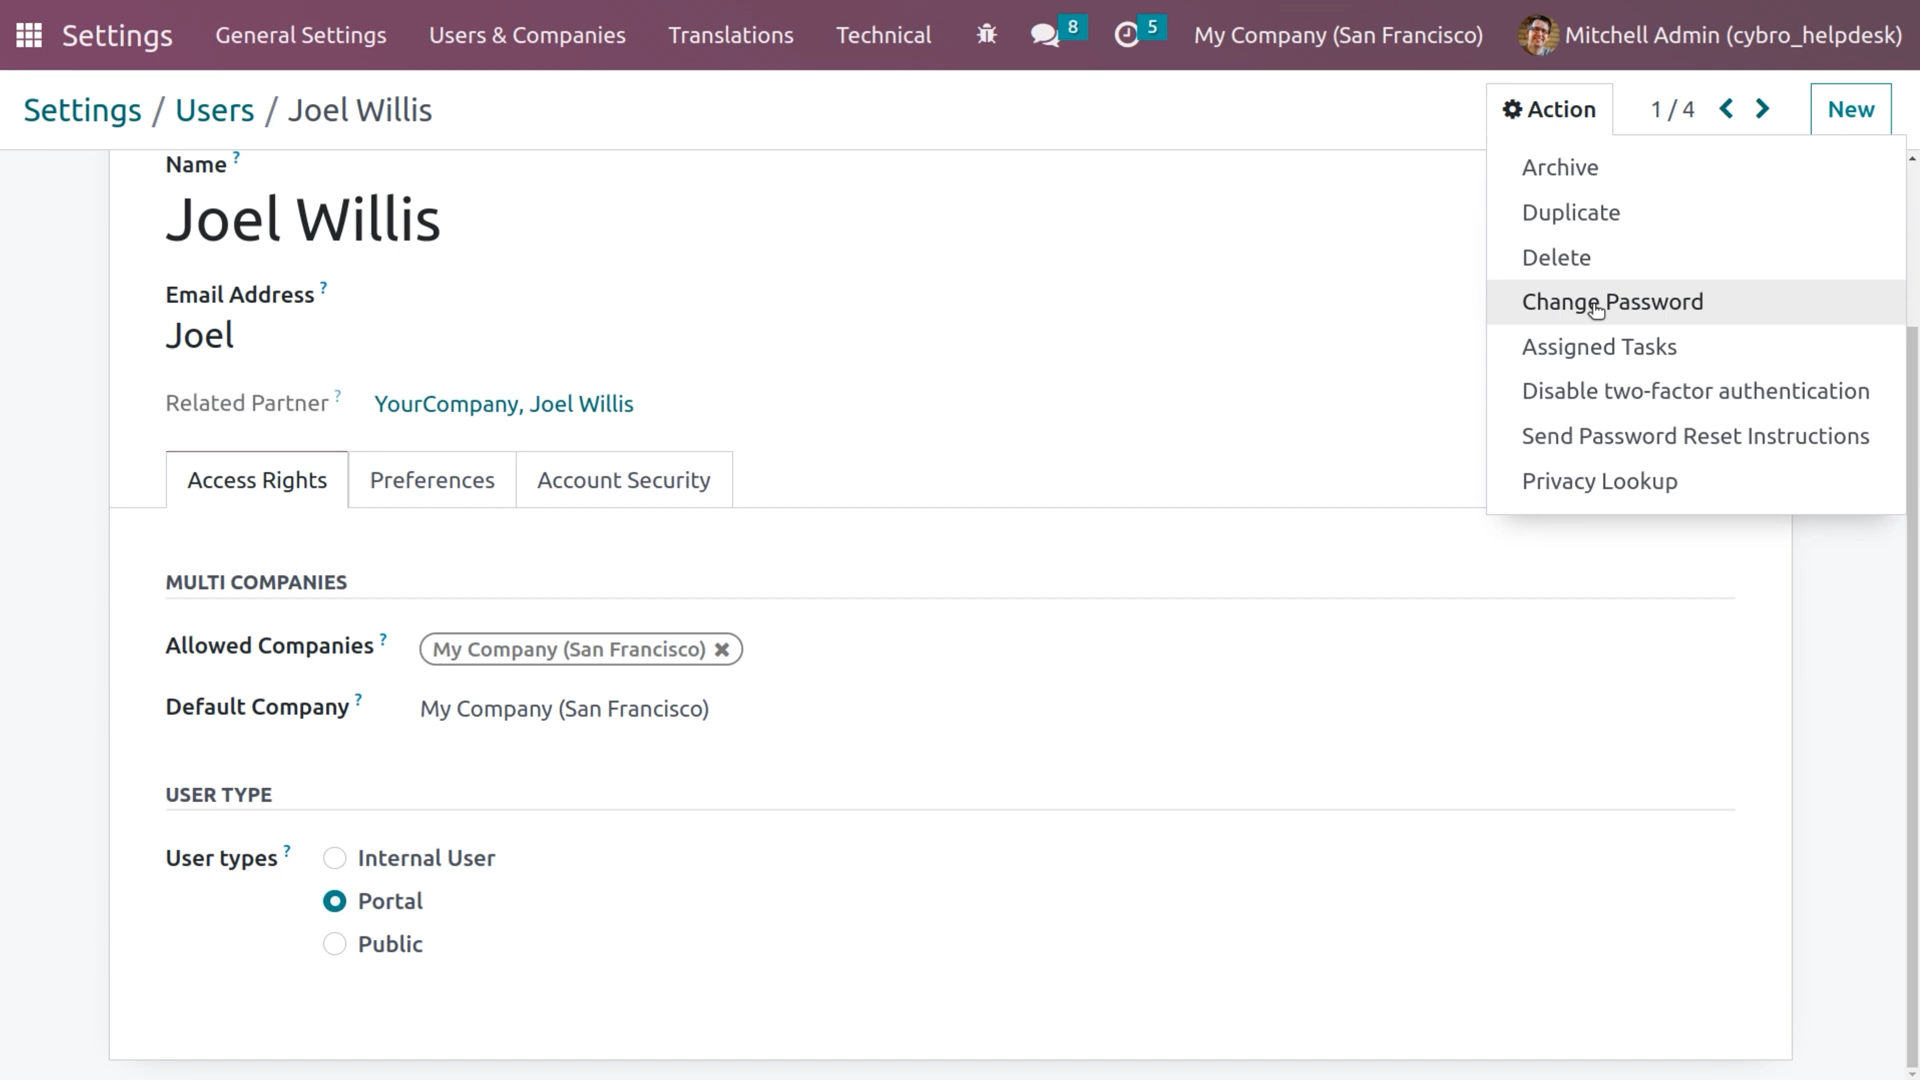 Settings General Settings Users & Companies Translations Technical 8 5 My Company (San Francisco) Mitchell Admin (cybro_helpdesk)
Settings / Users / Joel Willis
Action 1 / 4 New
Archive
Duplicate
Delete
Change Password
Assigned Tasks
Disable two-factor authentication
Send Password Reset Instructions
Privacy Lookup
Name ?
Joel Willis
Email Address ?
Joel
Related Partner ? YourCompany, Joel Willis
Access Rights Preferences Account Security
MULTI COMPANIES
Allowed Companies ? My Company (San Francisco) ✖
Default Company ? My Company (San Francisco)
USER TYPE
User types ? Internal User
Portal
Public